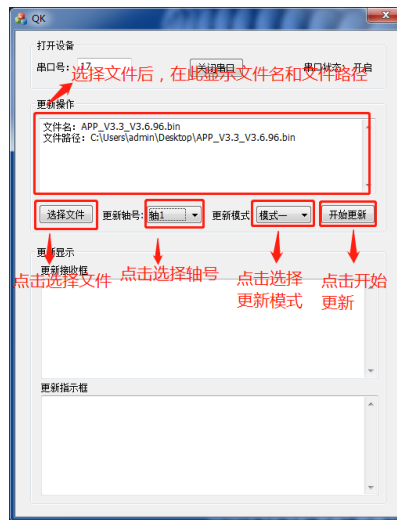 QK
打开设备
串口号: 17
关闭串口
串口状态: 开启
选择文件后，在此显示文件名和文件路径
更新操作
文件名: APP_V3.3_V3.6.96.bin
文件路径: C:\Users\admin\Desktop\APP_V3.3_V3.6.96.bin
选择文件 更新轴号: 轴1 更新模式 模式一 开始更新
更新显示
更新接收框
点击选择文件
点击选择轴号
点击选择
更新模式
点击开始
更新
更新指示框